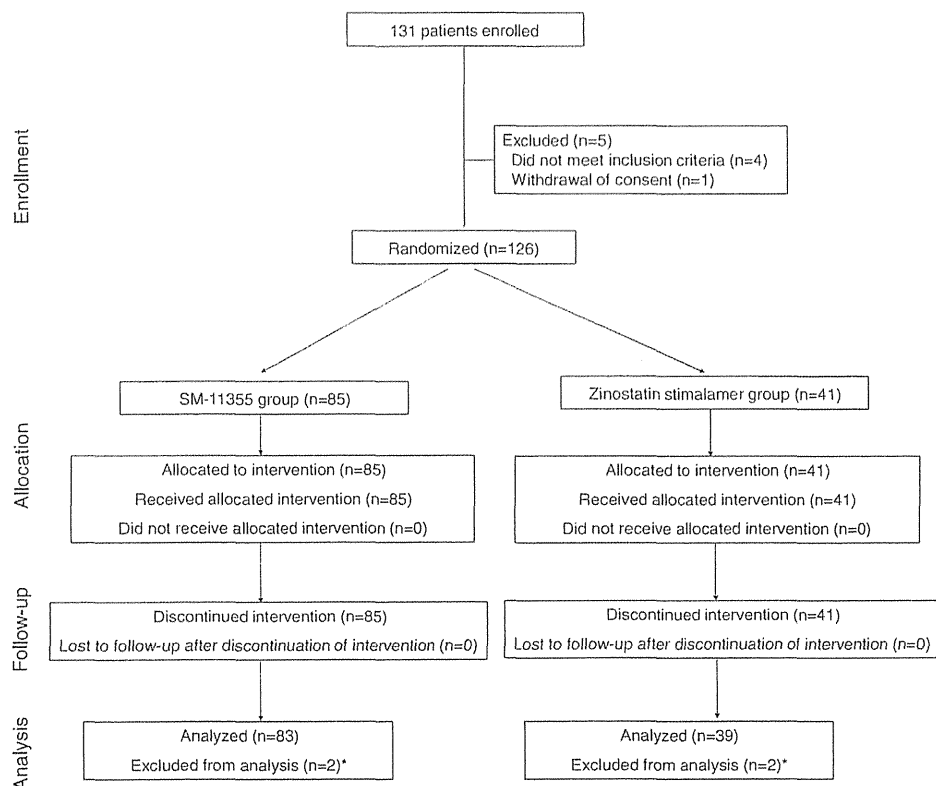 131 patients enrolled
Enrollment
Excluded (n=5)
Did not meet inclusion criteria (n=4)
Withdrawal of consent (n=1)
Randomized (n=126)
SM-11355 group (n=85)
Zinostatin stimalamer group (n=41)
Allocation
Allocated to intervention (n=85)
Received allocated intervention (n=85)
Did not receive allocated intervention (n=0)
Allocated to intervention (n=41)
Received allocated intervention (n=41)
Did not receive allocated intervention (n=0)
Follow-up
Discontinued intervention (n=85)
Lost to follow-up after discontinuation of intervention (n=0)
Discontinued intervention (n=41)
Lost to follow-up after discontinuation of intervention (n=0)
Analysis
Analyzed (n=83)
Excluded from analysis (n=2)*
Analyzed (n=39)
Excluded from analysis (n=2)*